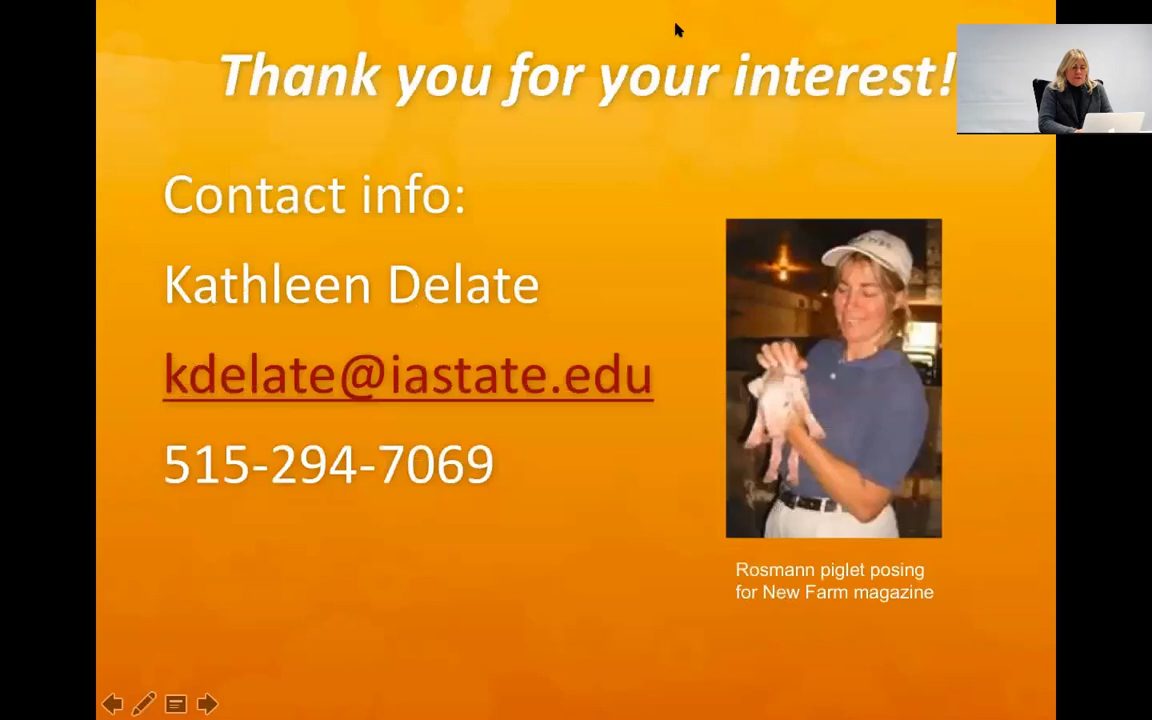 Thank you for your interest!
Contact info:
Kathleen Delate
kdelate@iastate.edu
515-294-7069
Rosmann piglet posing
for New Farm magazine